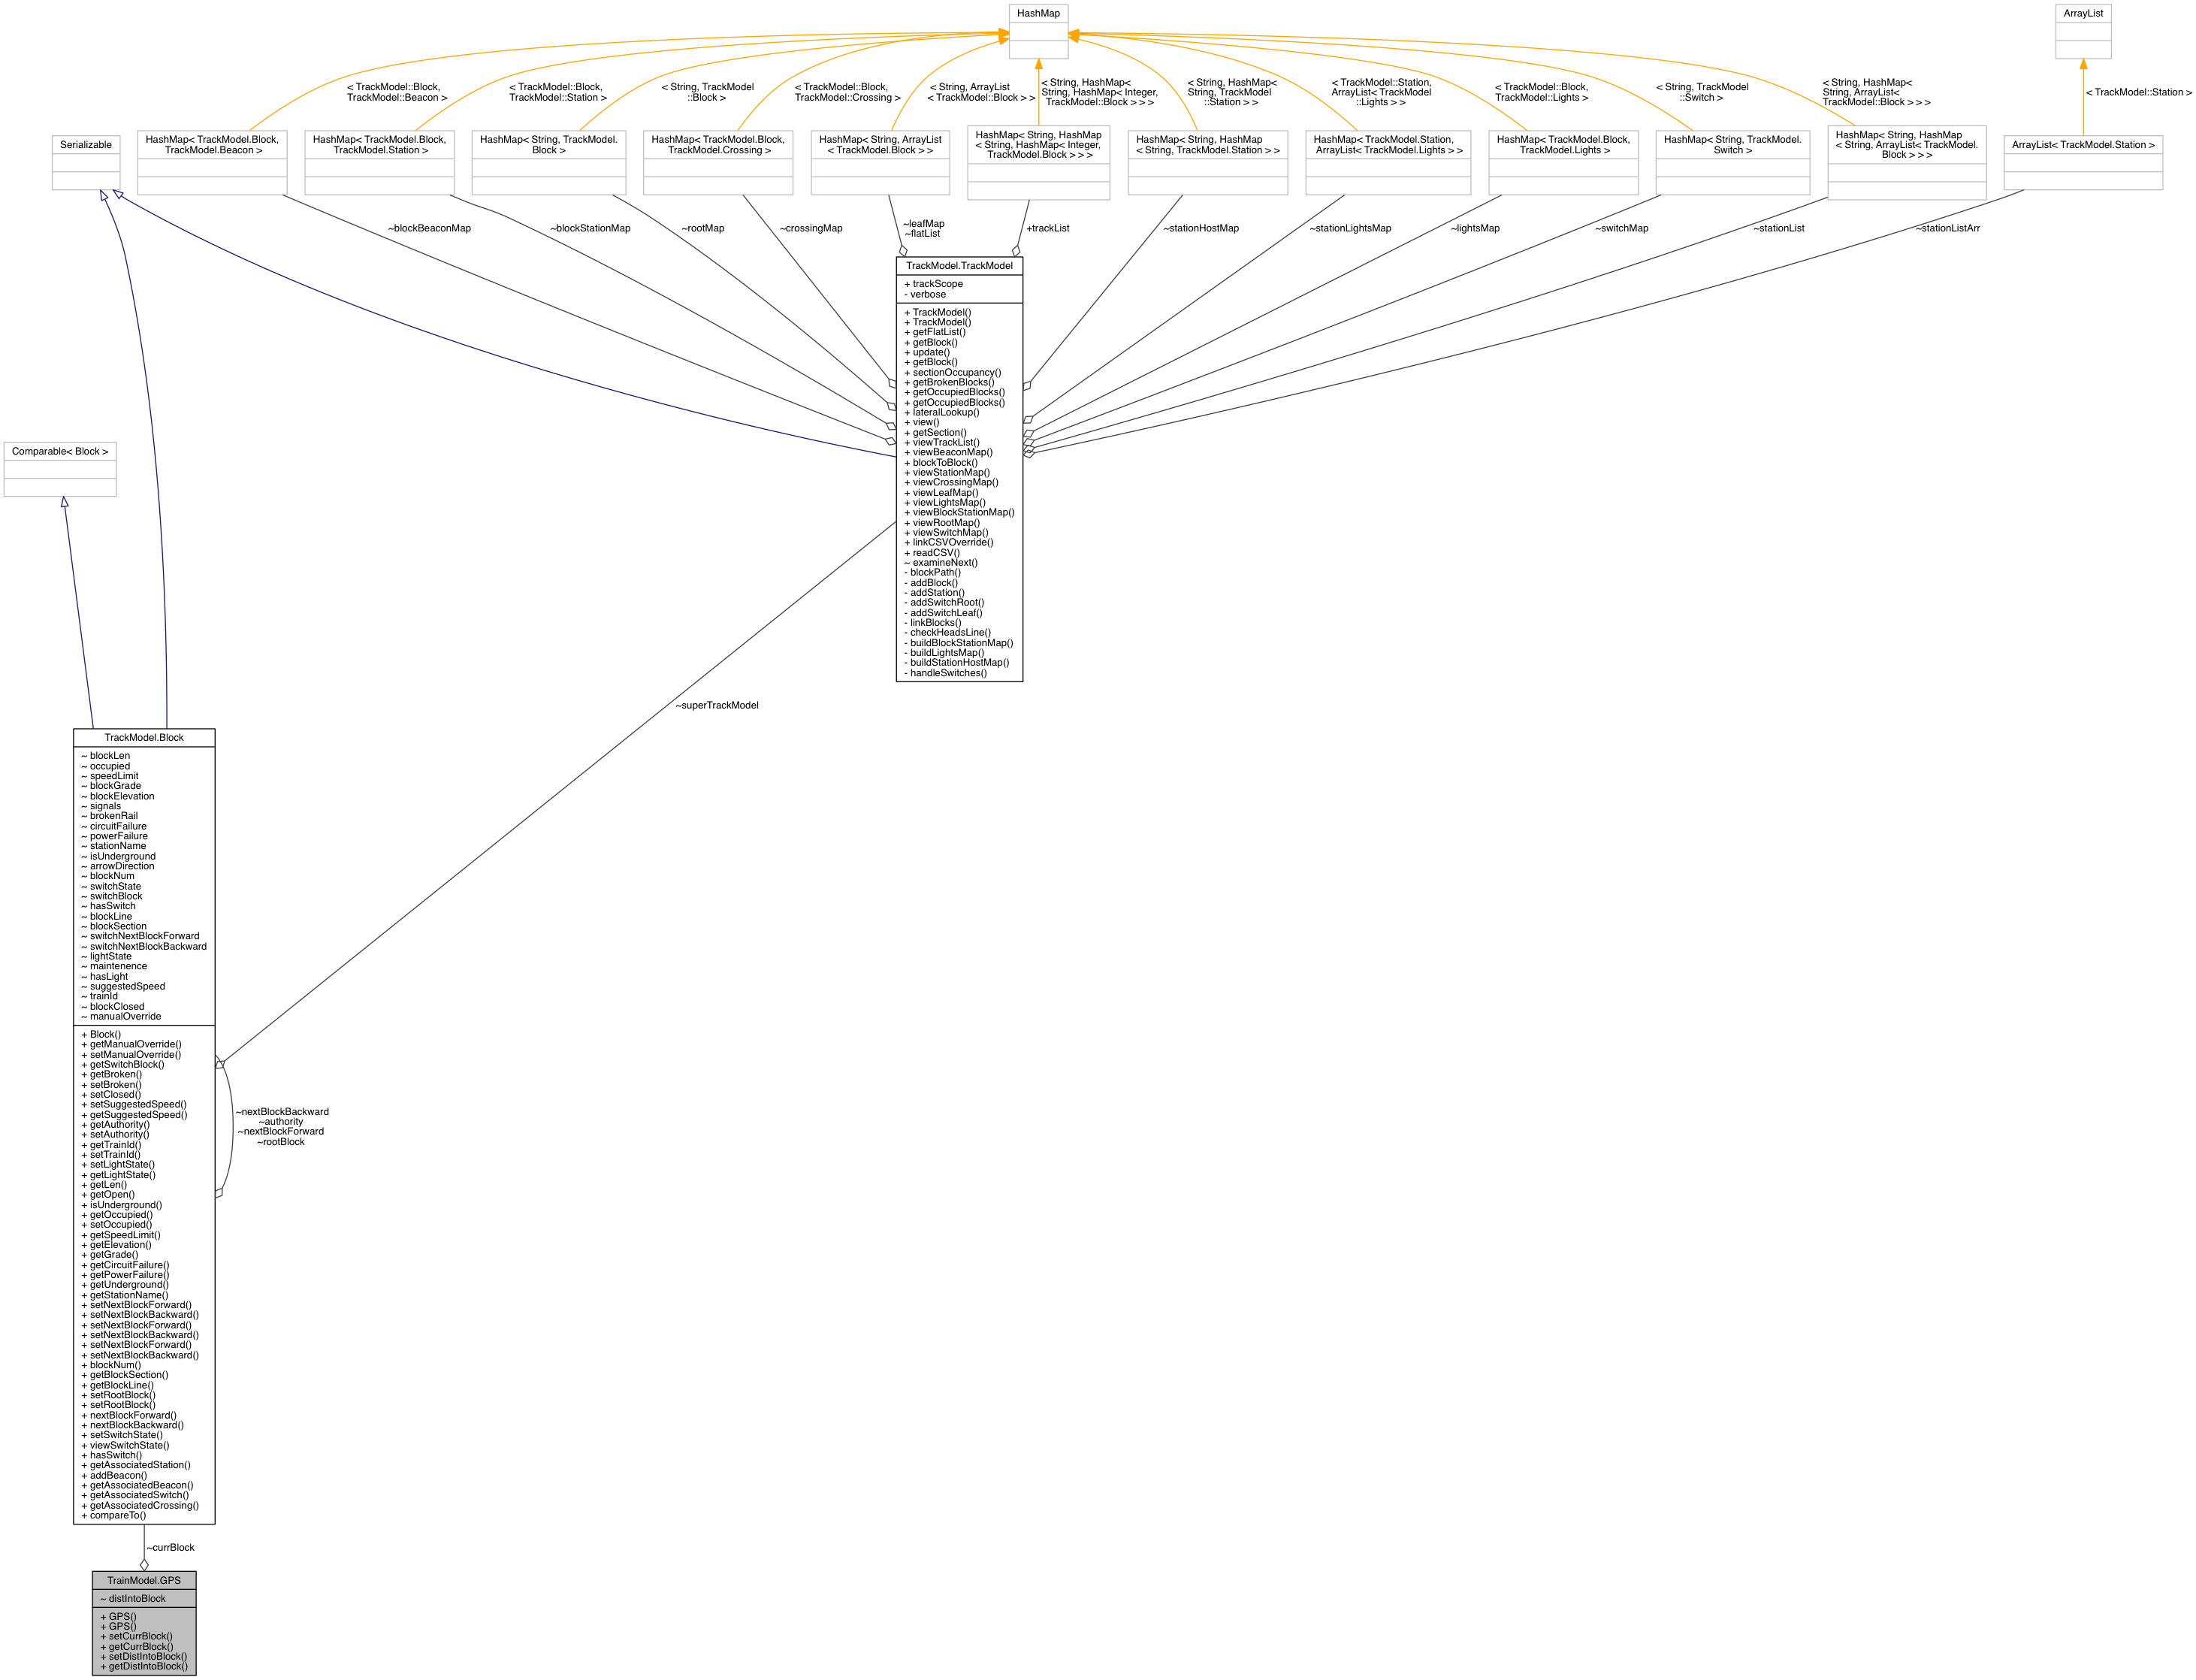 HashMap
ArrayList
< TrackModel::Block,
TrackModel::Beacon >
< TrackModel::Block,
TrackModel::Station >
< String, TrackModel
::Block >
< TrackModel::Block,
TrackModel::Crossing >
< String, ArrayList
< TrackModel::Block > >
< String, HashMap<
String, HashMap< Integer,
TrackModel::Block > > >
< String, HashMap<
String, TrackModel
::Station > >
< TrackModel::Station,
ArrayList< TrackModel
::Lights > >
< TrackModel::Block,
TrackModel::Lights >
< String, TrackModel
::Switch >
< String, HashMap<
String, ArrayList<
TrackModel::Block > > >
< TrackModel::Station >
Serializable
HashMap< TrackModel.Block,
TrackModel.Beacon >
HashMap< TrackModel.Block,
TrackModel.Station >
HashMap< String, TrackModel.
Block >
HashMap< TrackModel.Block,
TrackModel.Crossing >
HashMap< String, ArrayList
< TrackModel.Block > >
HashMap< String, HashMap
< String, HashMap< Integer,
TrackModel.Block > > >
HashMap< String, HashMap
< String, TrackModel.Station > >
HashMap< TrackModel.Station,
ArrayList< TrackModel.Lights > >
HashMap< TrackModel.Block,
TrackModel.Lights >
HashMap< String, TrackModel.
Switch >
HashMap< String, HashMap
< String, ArrayList< TrackModel.
Block > > >
ArrayList< TrackModel.Station >
~blockBeaconMap
~blockStationMap
~rootMap
~crossingMap
~leafMap
~flatList
+trackList
~stationHostMap
~stationLightsMap
~lightsMap
~switchMap
~stationList
~stationListArr
TrackModel.TrackModel
+ trackScope
- verbose
+ TrackModel()
+ TrackModel()
+ getFlatList()
+ getBlock()
+ update()
+ getBlock()
+ sectionOccupancy()
+ getBrokenBlocks()
+ getOccupiedBlocks()
+ getOccupiedBlocks()
+ lateralLookup()
+ view()
+ getSection()
+ viewTrackList()
+ viewBeaconMap()
+ blockToBlock()
+ viewStationMap()
+ viewCrossingMap()
+ viewLeafMap()
+ viewLightsMap()
+ viewBlockStationMap()
+ viewRootMap()
+ viewSwitchMap()
+ linkCSVOverride()
+ readCSV()
~ examineNext()
- blockPath()
- addBlock()
- addStation()
- addSwitchRoot()
- addSwitchLeaf()
- linkBlocks()
- checkHeadsLine()
- buildBlockStationMap()
- buildLightsMap()
- buildStationHostMap()
- handleSwitches()
Comparable< Block >
~superTrackModel
TrackModel.Block
~ blockLen
~ occupied
~ speedLimit
~ blockGrade
~ blockElevation
~ signals
~ brokenRail
~ circuitFailure
~ powerFailure
~ stationName
~ isUnderground
~ arrowDirection
~ blockNum
~ switchState
~ switchBlock
~ hasSwitch
~ blockLine
~ blockSection
~ switchNextBlockForward
~ switchNextBlockBackward
~ lightState
~ maintenence
~ hasLight
~ suggestedSpeed
~ trainId
~ blockClosed
~ manualOverride
+ Block()
+ getManualOverride()
+ setManualOverride()
+ getSwitchBlock()
+ getBroken()
+ setBroken()
+ setClosed()
+ setSuggestedSpeed()
+ getSuggestedSpeed()
+ getAuthority()
+ setAuthority()
+ getTrainId()
+ setTrainId()
+ setLightState()
+ getLightState()
+ getLen()
+ getOpen()
+ isUnderground()
+ getOccupied()
+ setOccupied()
+ getSpeedLimit()
+ getElevation()
+ getGrade()
+ getCircuitFailure()
+ getPowerFailure()
+ getUnderground()
+ getStationName()
+ setNextBlockForward()
+ setNextBlockBackward()
+ setNextBlockForward()
+ setNextBlockBackward()
+ setNextBlockForward()
+ setNextBlockBackward()
+ blockNum()
+ getBlockSection()
+ getBlockLine()
+ setRootBlock()
+ setRootBlock()
+ nextBlockForward()
+ nextBlockBackward()
+ setSwitchState()
+ viewSwitchState()
+ hasSwitch()
+ getAssociatedStation()
+ addBeacon()
+ getAssociatedBeacon()
+ getAssociatedSwitch()
+ getAssociatedCrossing()
+ compareTo()
~nextBlockBackward
~authority
~nextBlockForward
~rootBlock
~currBlock
TrainModel.GPS
~ distIntoBlock
+ GPS()
+ GPS()
+ setCurrBlock()
+ getCurrBlock()
+ setDistIntoBlock()
+ getDistIntoBlock()